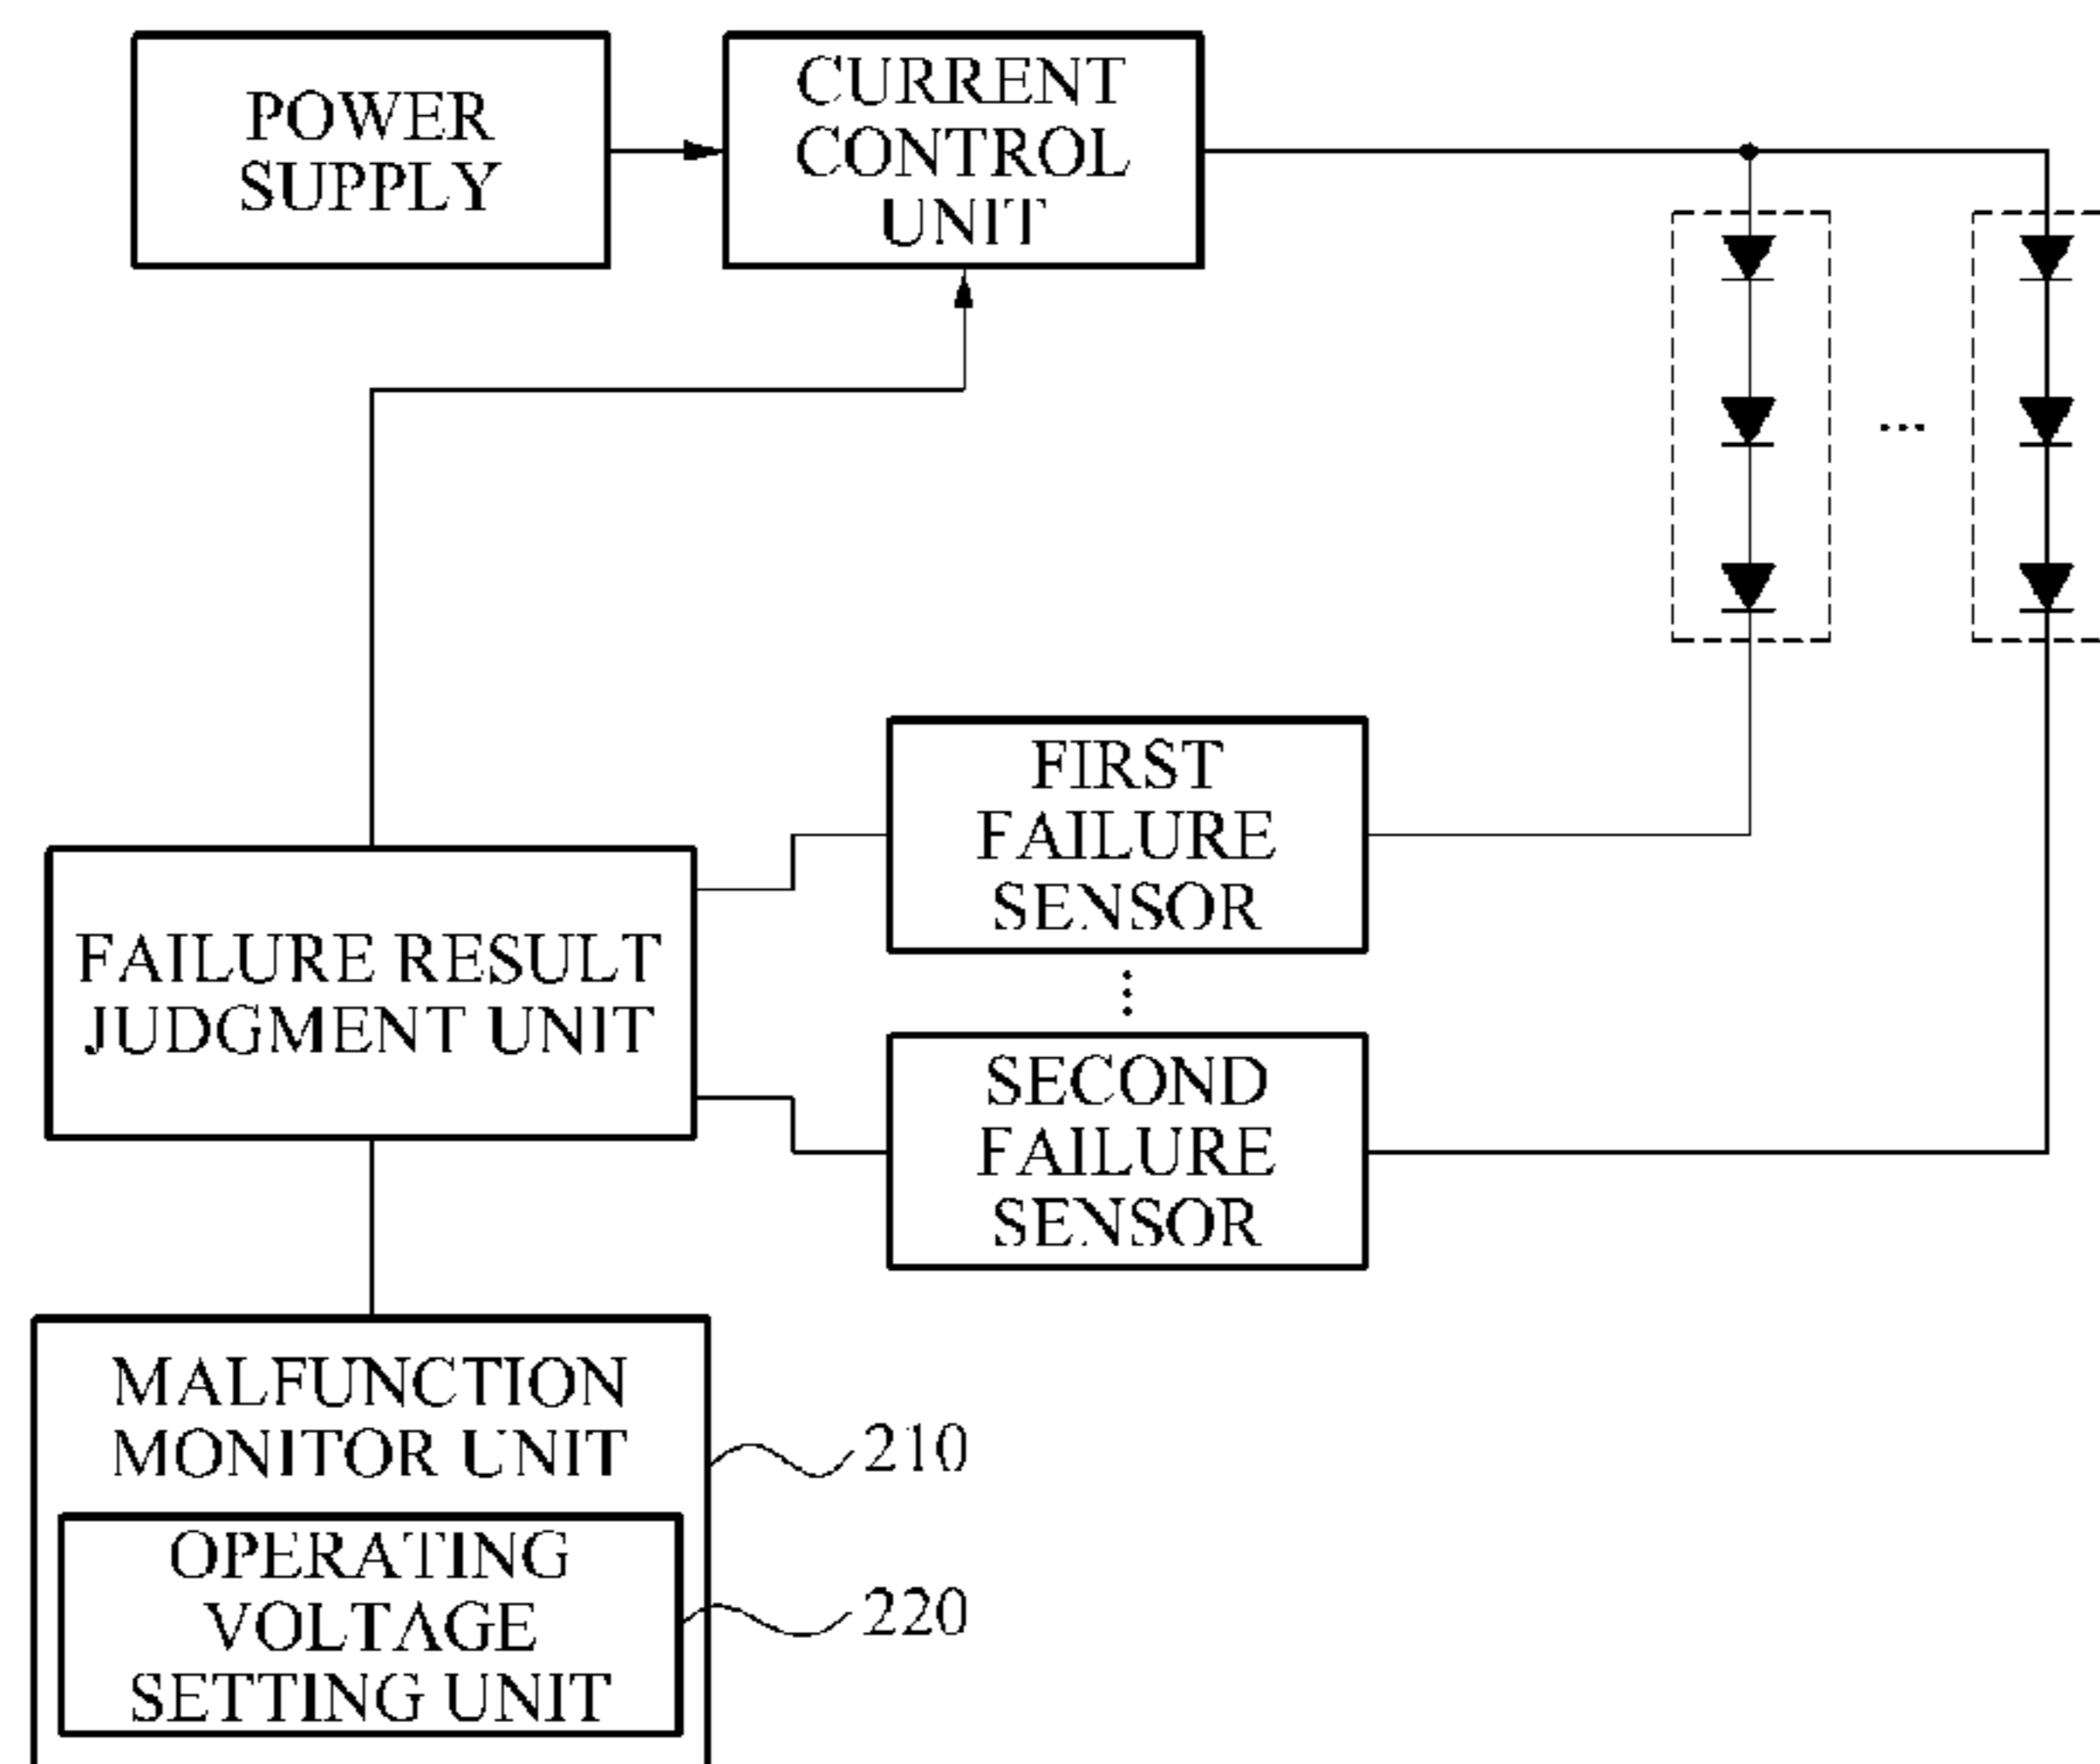 POWER
SUPPLY
CURRENT
CONTROL
UNIT
...
FIRST
FAILURE
SENSOR
FAILURE RESULT
JUDGMENT UNIT
SECOND
FAILURE
SENSOR
MALFUNCTION
MONITOR UNIT
210
OPERATING
VOLTAGE
SETTING UNIT
220